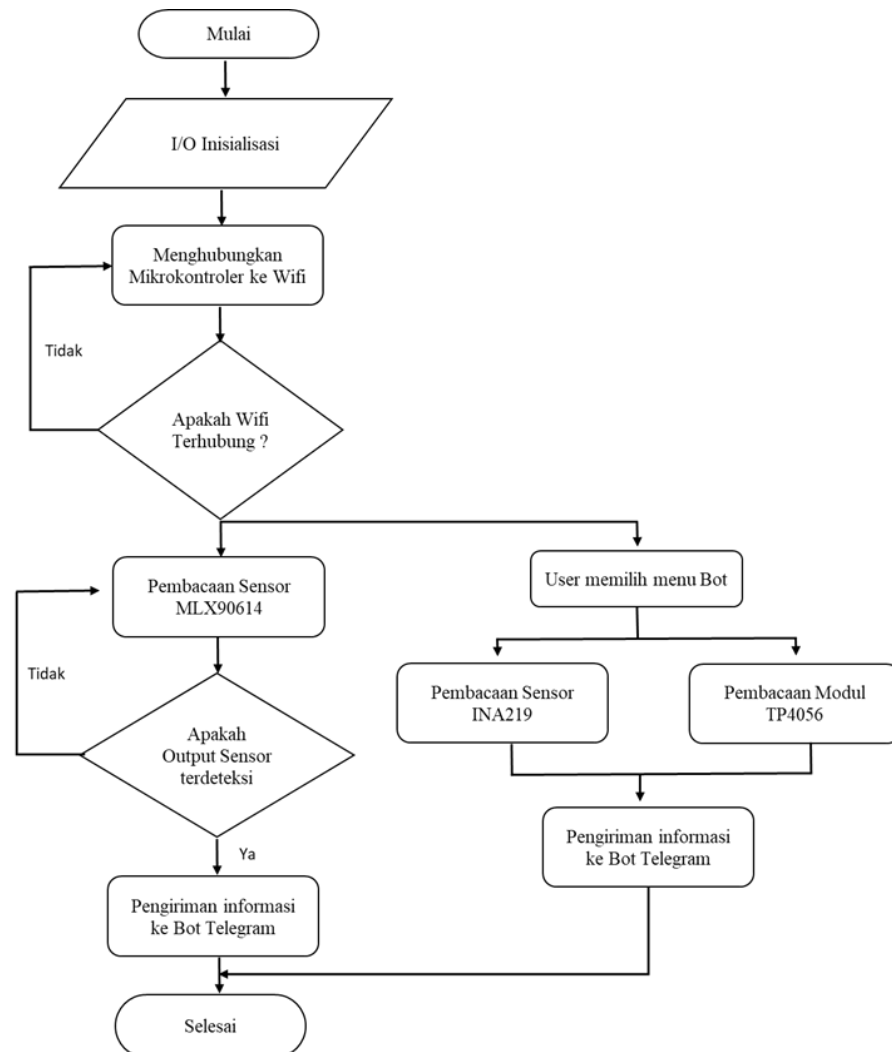 Mulai
I/O Inisialisasi
Menghubungkan
Mikrokontroler ke Wifi
Tidak
Apakah Wifi
Terhubung ?
Pembacaan Sensor
MLX90614
User memilih menu Bot
Tidak
Pembacaan Sensor
INA219
Pembacaan Modul
TP4056
Apakah
Output Sensor
terdeteksi
Ya
Pengiriman informasi
ke Bot Telegram
Pengiriman informasi
ke Bot Telegram
Selesai